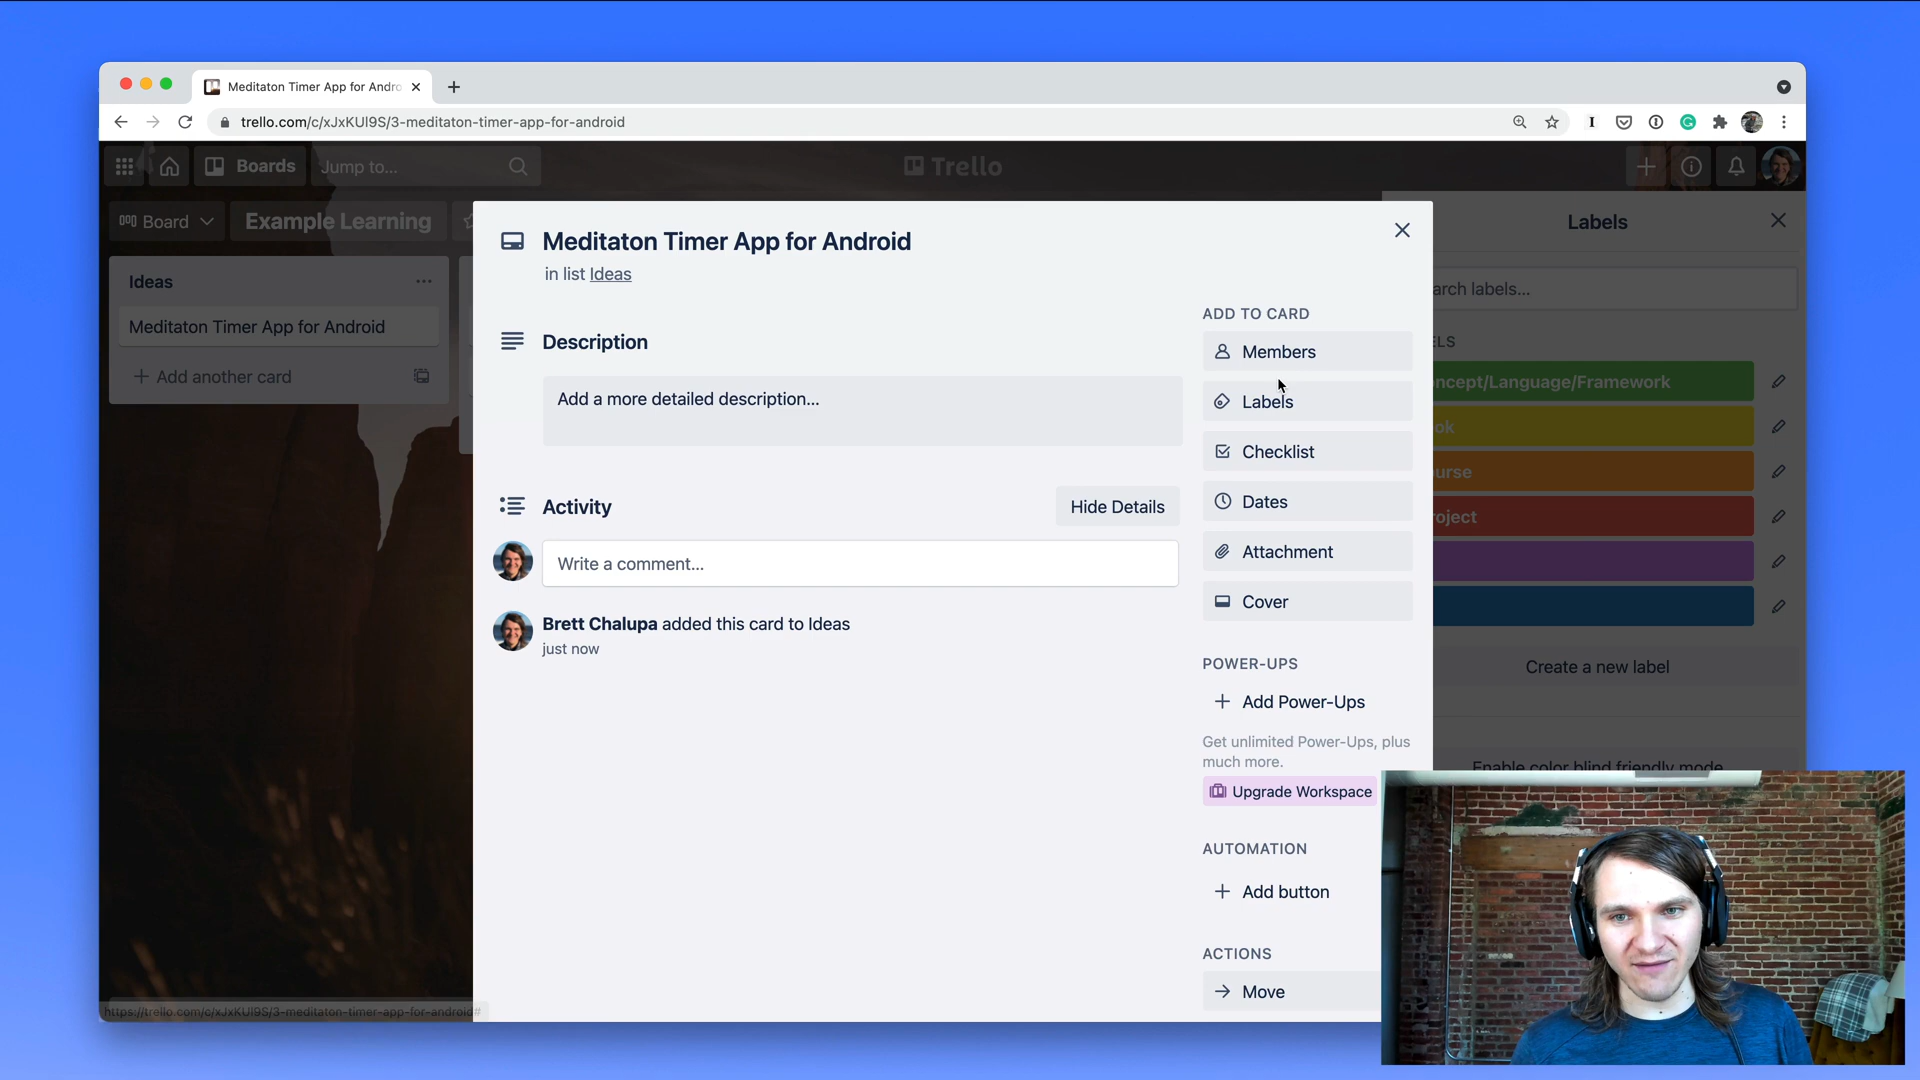 Meditaton Timer App for Andro
trello.com/c/xJxKUI9S/3-meditaton-timer-app-for-android
Boards
Jump to...
Trello
Board
Example Learning
Labels
Meditaton Timer App for Android
in list Ideas
Ideas
Meditaton Timer App for Android
Add another card
Description
Add a more detailed description...
Activity
Hide Details
Write a comment...
Brett Chalupa added this card to Ideas
just now
ADD TO CARD
Members
Labels
Checklist
Dates
Attachment
Cover
POWER-UPS
Add Power-Ups
Get unlimited Power-Ups, plus
much more.
Upgrade Workspace
AUTOMATION
Add button
ACTIONS
Move
arch labels...
ELS
ncept/Language/Framework
ok
urse
roject
Create a new label
Enable color blind friendly mode
https://trello.com/c/xJxKUI9S/3-meditaton-timer-app-for-android#